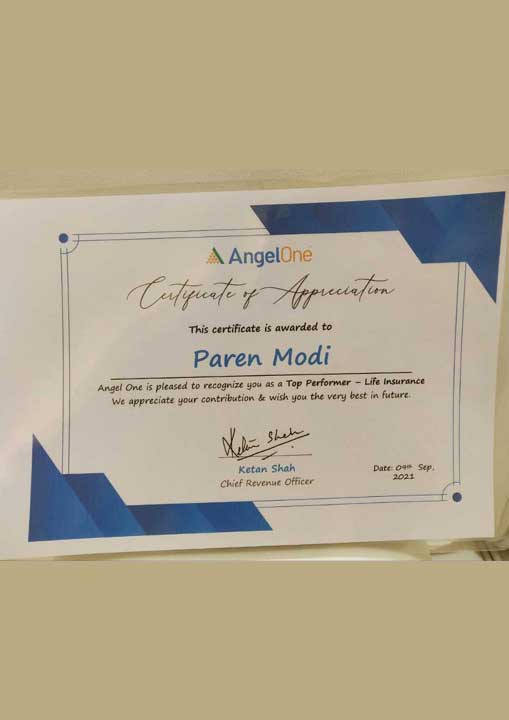 AngelOne
Certificate of Appreciation
This certificate is awarded to
Paren Modi
Angel One is pleased to recognize you as a Top Performer – Life Insurance
We appreciate your contribution & wish you the very best in future.
Ketan Shah
Ketan Shah
Chief Revenue Officer
Date: 09th Sep,
2021